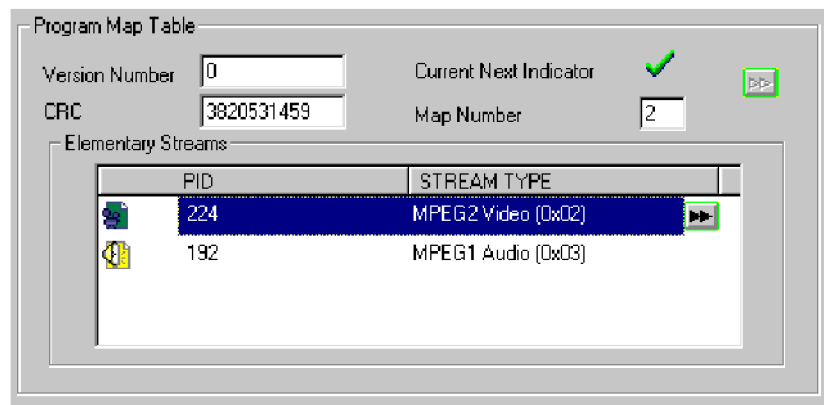 Program Map Table
Version Number 0 Current Next Indicator
CRC 3820531459 Map Number 2
Elementary Streams
PID STREAM TYPE
224 MPEG2 Video (0x02)
192 MPEG1 Audio (0x03)